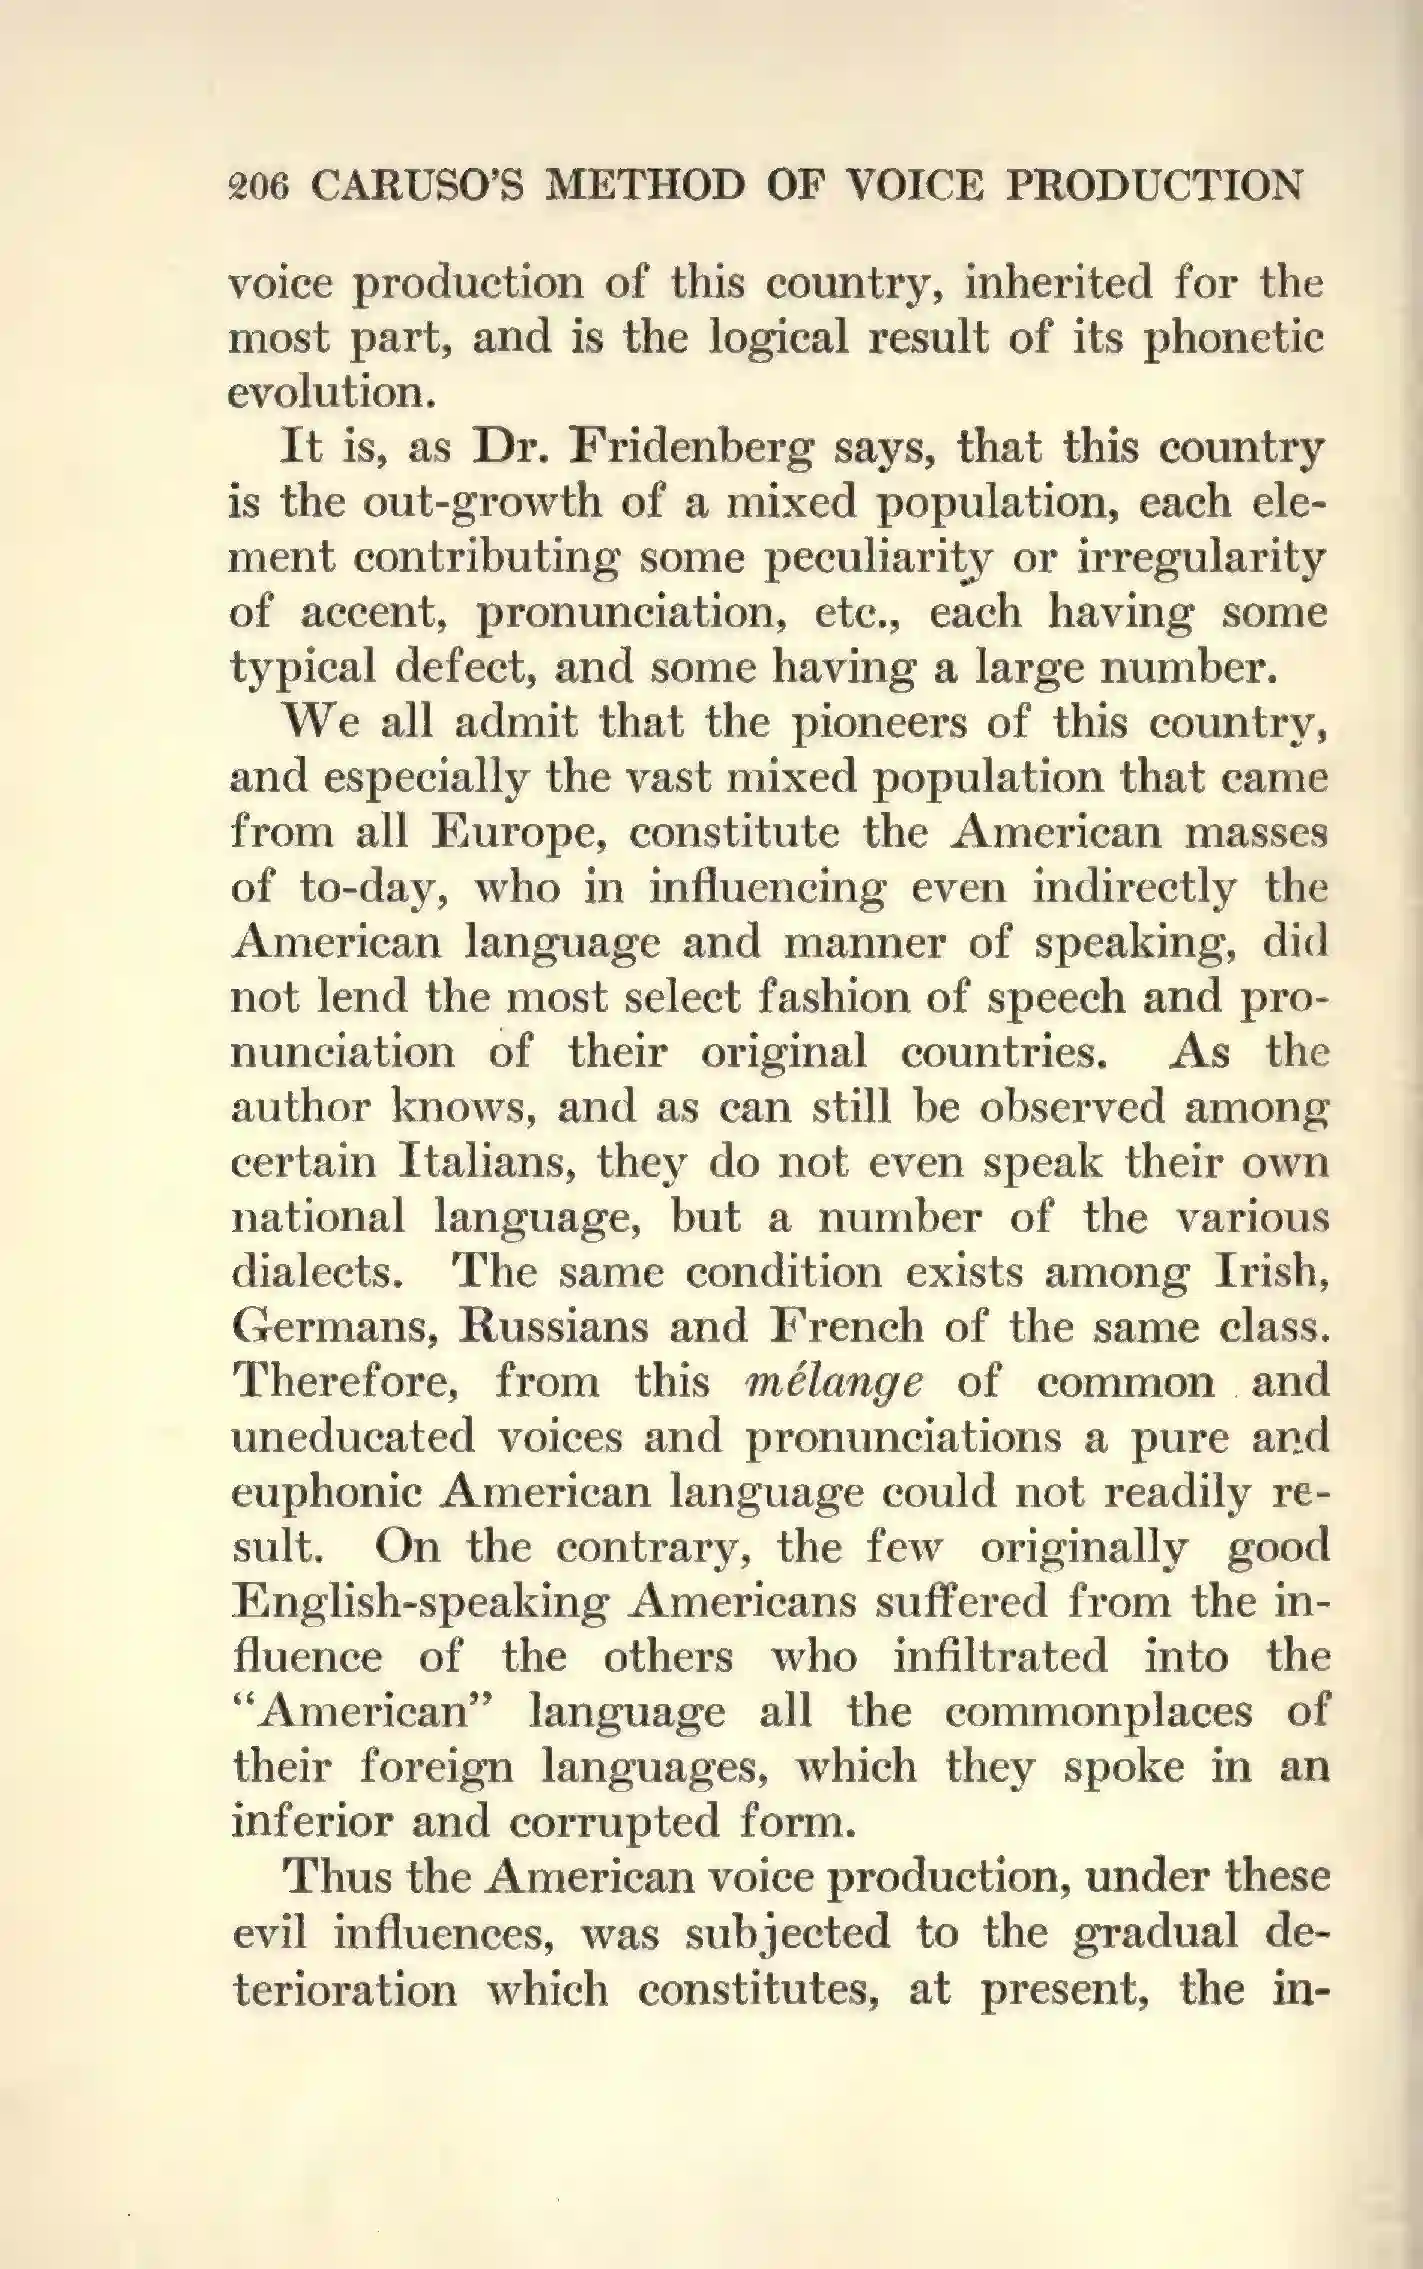 206 CARUSO'S METHOD OF VOICE PRODUCTION
voice production of this country, inherited for the
most part, and is the logical result of its phonetic
evolution.
It is, as Dr. Fridenberg says, that this country
is the out-growth of a mixed population, each ele-
ment contributing some peculiarity or irregularity
of accent, pronunciation, etc., each having some
typical defect, and some having a large number.
We all admit that the pioneers of this country,
and especially the vast mixed population that came
from all Europe, constitute the American masses
of to-day, who in influencing even indirectly the
American language and manner of speaking, did
not lend the most select fashion of speech and pro-
nunciation of their original countries. As the
author knows, and as can still be observed among
certain Italians, they do not even speak their own
national language, but a number of the various
dialects. The same condition exists among Irish,
Germans, Russians and French of the same class.
Therefore, from this mélange of common and
uneducated voices and pronunciations a pure and
euphonic American language could not readily re-
sult. On the contrary, the few originally good
English-speaking Americans suffered from the in-
fluence of the others who infiltrated into the
"American" language all the commonplaces of
their foreign languages, which they spoke in an
inferior and corrupted form.
Thus the American voice production, under these
evil influences, was subjected to the gradual de-
terioration which constitutes, at present, the in-